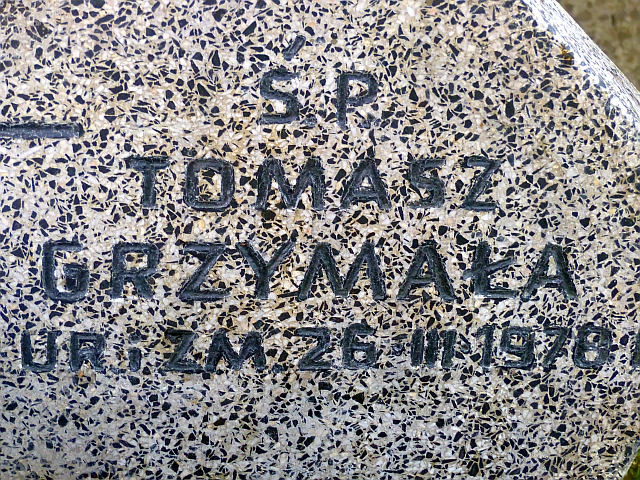 Ś.P.
TOMASZ
GRZYMAŁA
UR. i ZM. 26 III 1978